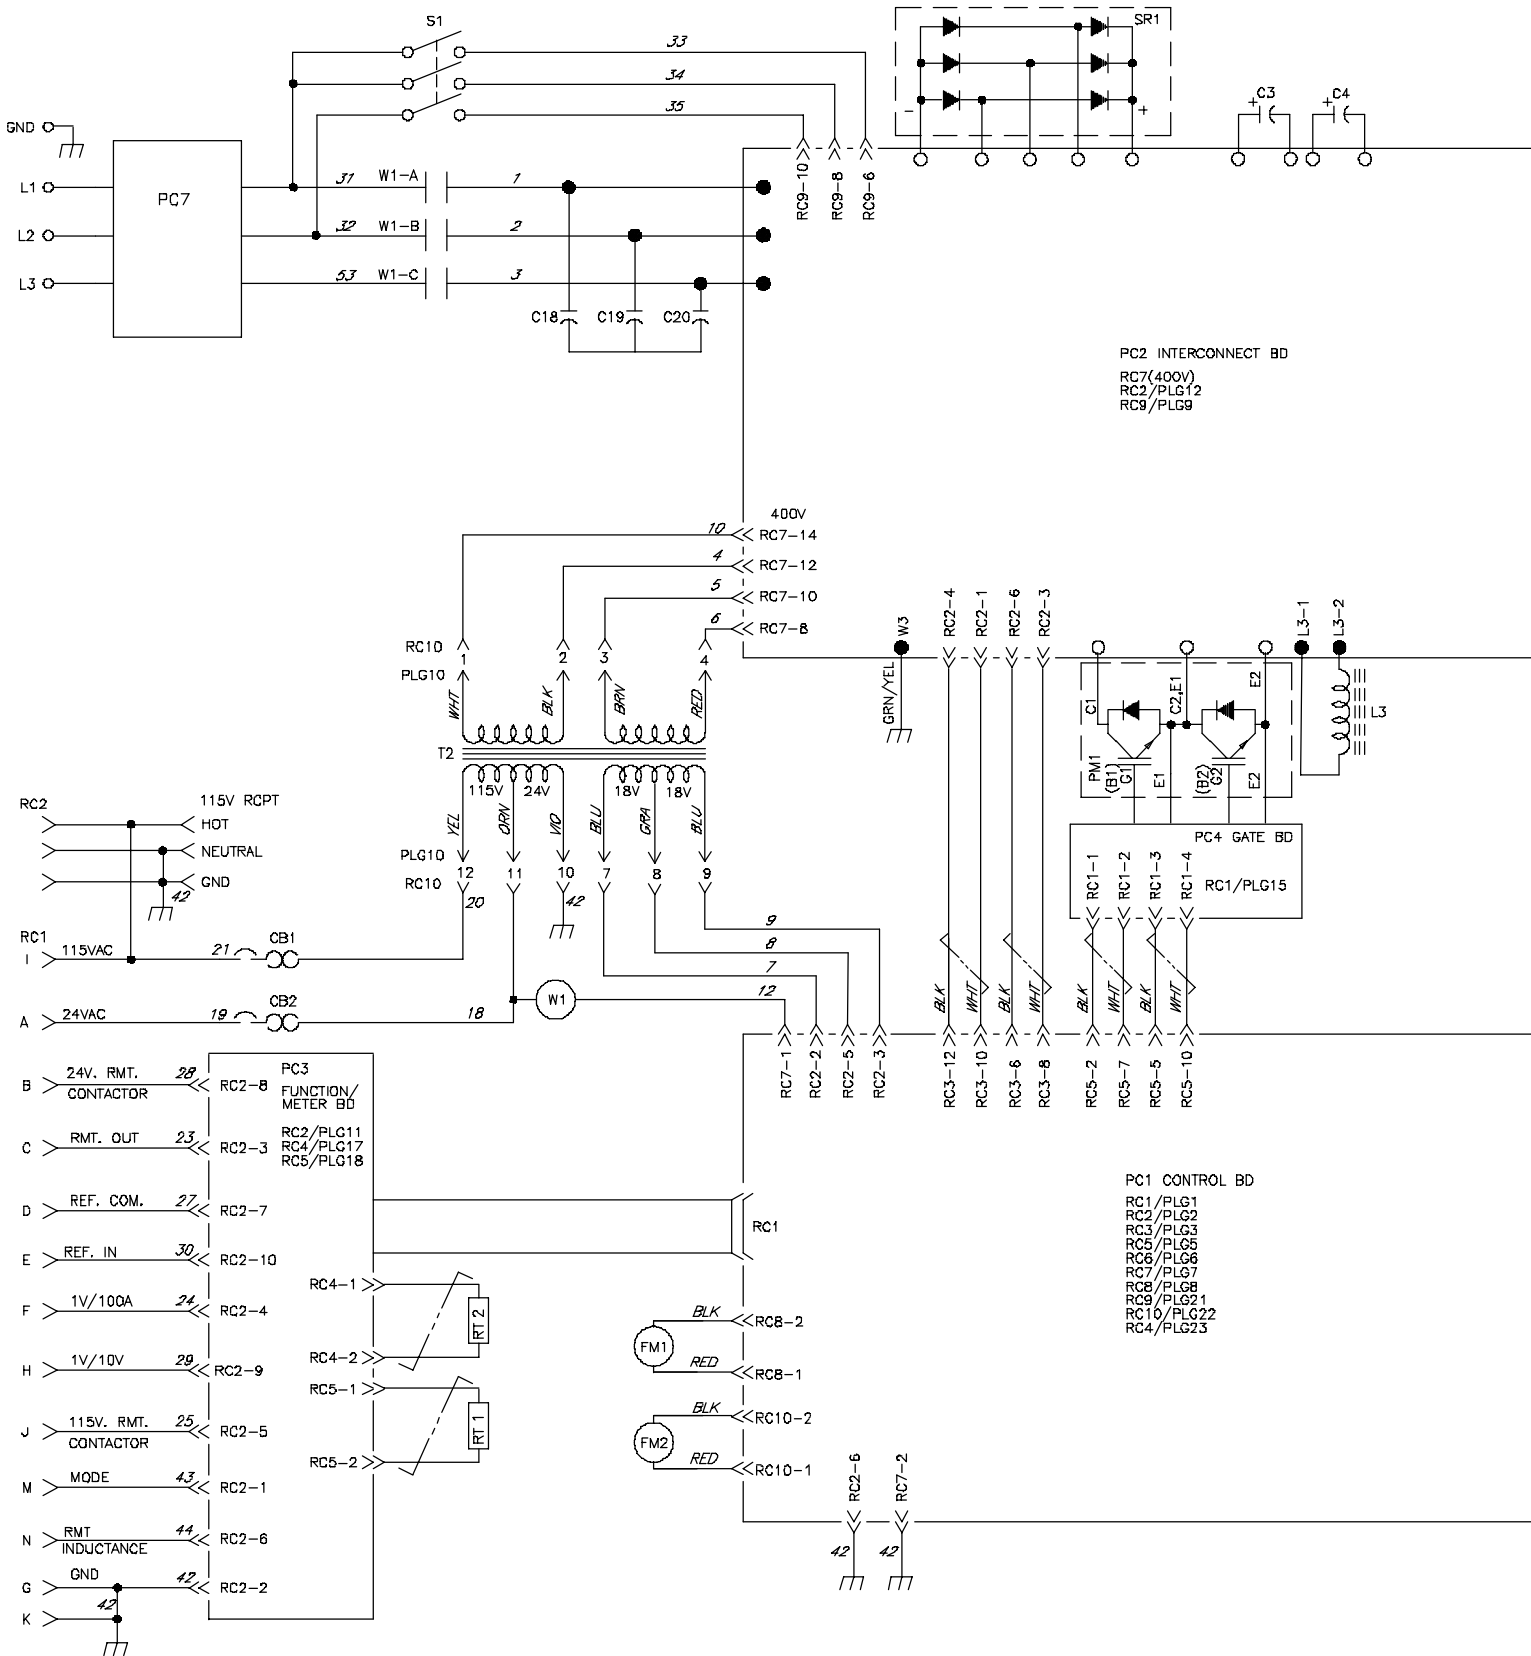 S1
33
34
35
SR1
-
+
+ C3
+ C4
GND
L1
L2
L3
PC7
31 W1-A 1
32 W1-B 2
53 W1-C 3
C18
C19
C20
RC9-10
RC9-8
RC9-6
PC2 INTERCONNECT BD
RC7(400V)
RC2/PLG12
RC9/PLG9
400V
10 RC7-14
4 RC7-12
5 RC7-10
6 RC7-8
RC10
1 2 3 4
PLG10
WHT
BLK
BRN
RED
T2
115V 24V 18V 18V
YEL
ORN
VIO
BLU
GRA
BLU
PLG10
12 11 10 7 8 9
RC10
20
42
W3
GRN/YEL
RC2-4
RC2-1
RC2-6
RC2-3
L3-1
L3-2
L3
C1
C2,E1
E2
PM1
(B1)
G1
E1
(B2)
G2
E2
PC4 GATE BD
RC1-1
RC1-2
RC1-3
RC1-4
RC1/PLG15
RC2
115V RCPT
HOT
NEUTRAL
GND
42
RC1
I 115VAC 21 CB1
A 24VAC 19 CB2 18
W1
12
9
8
7
BLK
WHT
BLK
WHT
BLK
WHT
BLK
WHT
RC7-1
RC2-2
RC2-5
RC2-3
RC3-12
RC3-10
RC3-6
RC3-8
RC5-2
RC5-7
RC5-5
RC5-10
PC3
FUNCTION/
METER BD
RC2/PLG11
RC4/PLG17
RC5/PLG18
B 24V. RMT. 28 RC2-8
CONTACTOR
C RMT. OUT 23 RC2-3
D REF. COM. 27 RC2-7
E REF. IN 30 RC2-10
F 1V/100A 24 RC2-4
H 1V/10V 29 RC2-9
J 115V. RMT. 25 RC2-5
CONTACTOR
M MODE 43 RC2-1
N RMT 44 RC2-6
INDUCTANCE
G GND 42 RC2-2
K 42
RC1
RC4-1
RT 2
RC4-2
RC5-1
RT 1
RC5-2
BLK RC8-2
FM1
RED RC8-1
BLK RC10-2
FM2
RED RC10-1
PC1 CONTROL BD
RC1/PLG1
RC2/PLG2
RC3/PLG3
RC5/PLG5
RC6/PLG6
RC7/PLG7
RC8/PLG8
RC9/PLG21
RC10/PLG22
RC4/PLG23
RC2-6
RC7-2
42
42